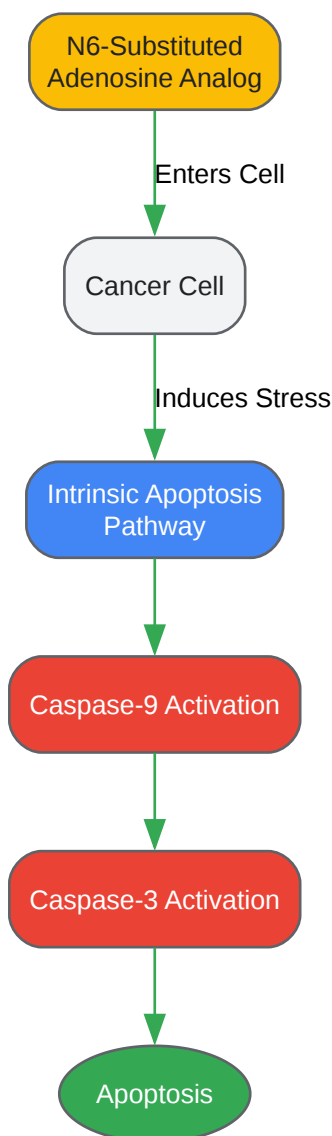 N6-Substituted
Adenosine Analog
Enters Cell
Cancer Cell
Induces Stress
Intrinsic Apoptosis
Pathway
Caspase-9 Activation
Caspase-3 Activation
Apoptosis